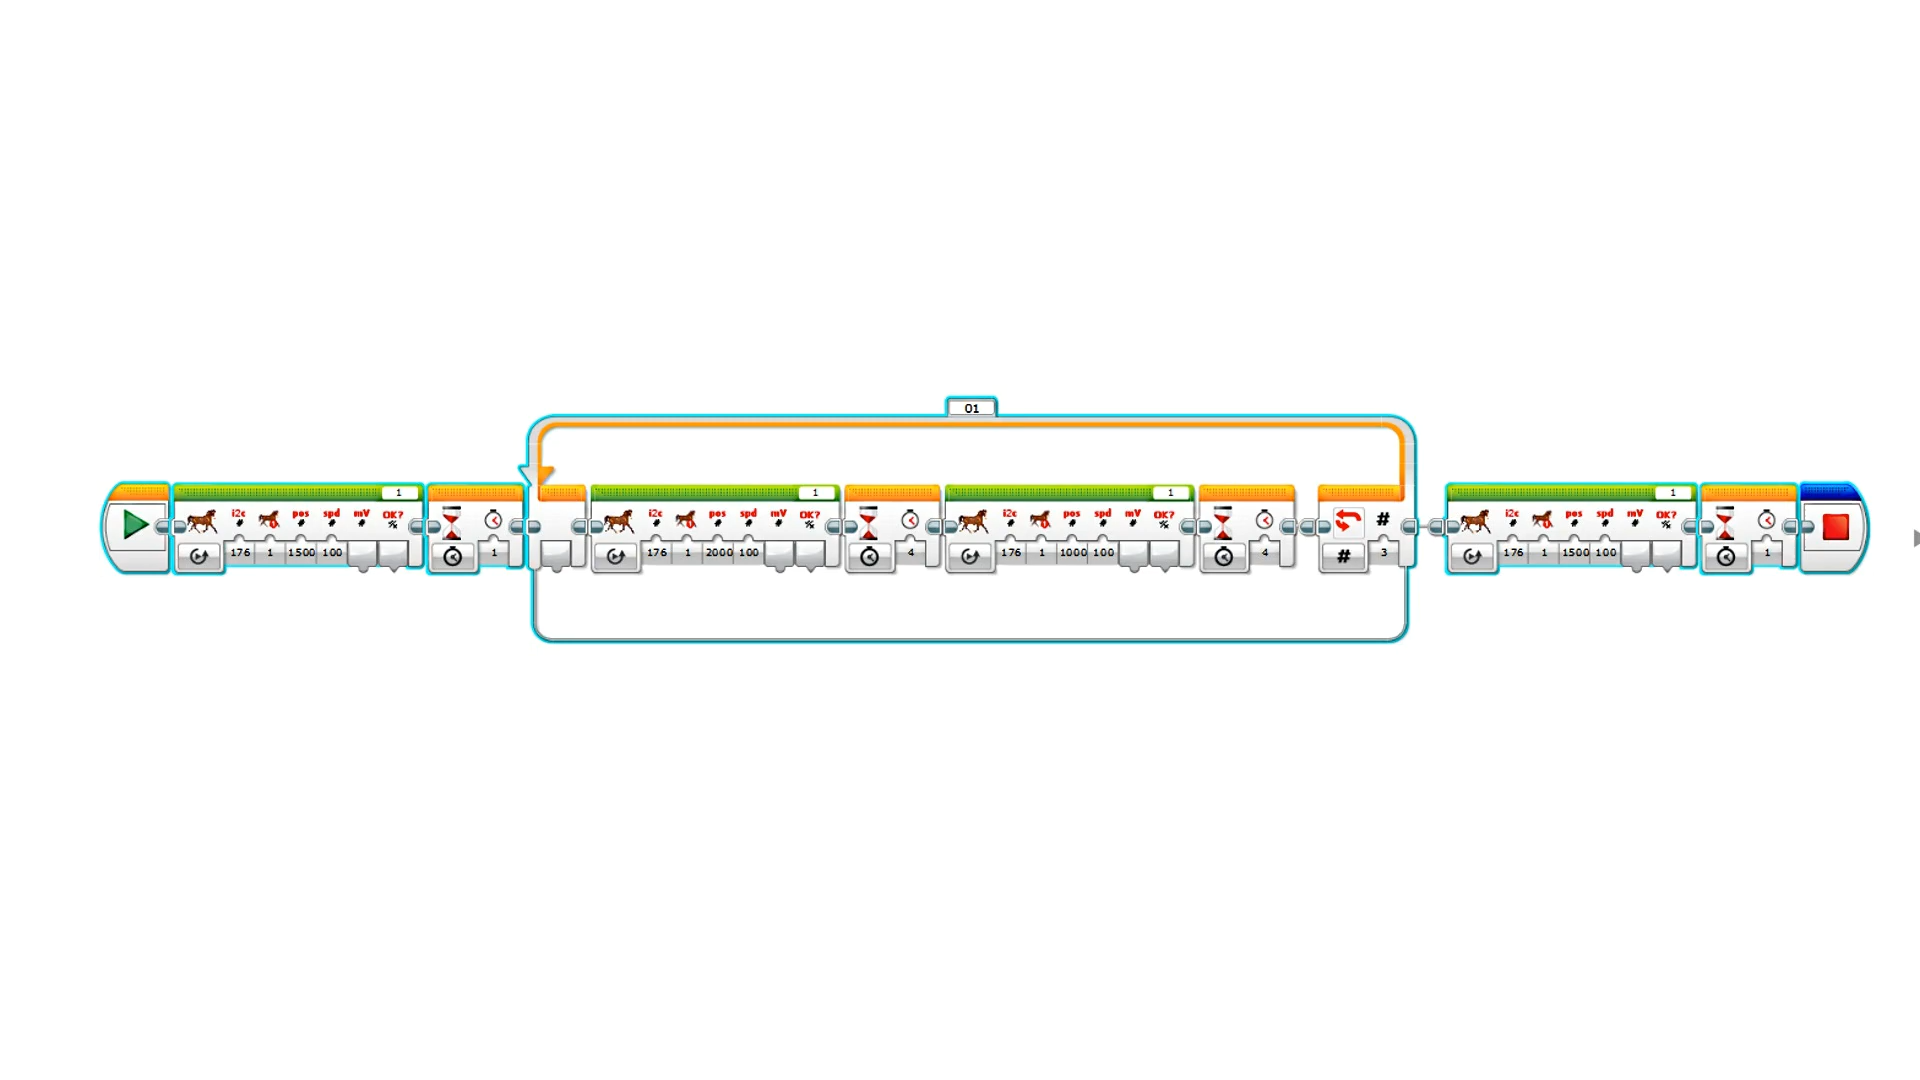 01
1
i2c # # pos # spd # mV # OK? %
176 1 1500 100
1
1
i2c # # pos # spd # mV # OK? %
176 1 2000 100
4
1
i2c # # pos # spd # mV # OK? %
176 1 1000 100
4
#
# 3
1
i2c # # pos # spd # mV # OK? %
176 1 1500 100
1